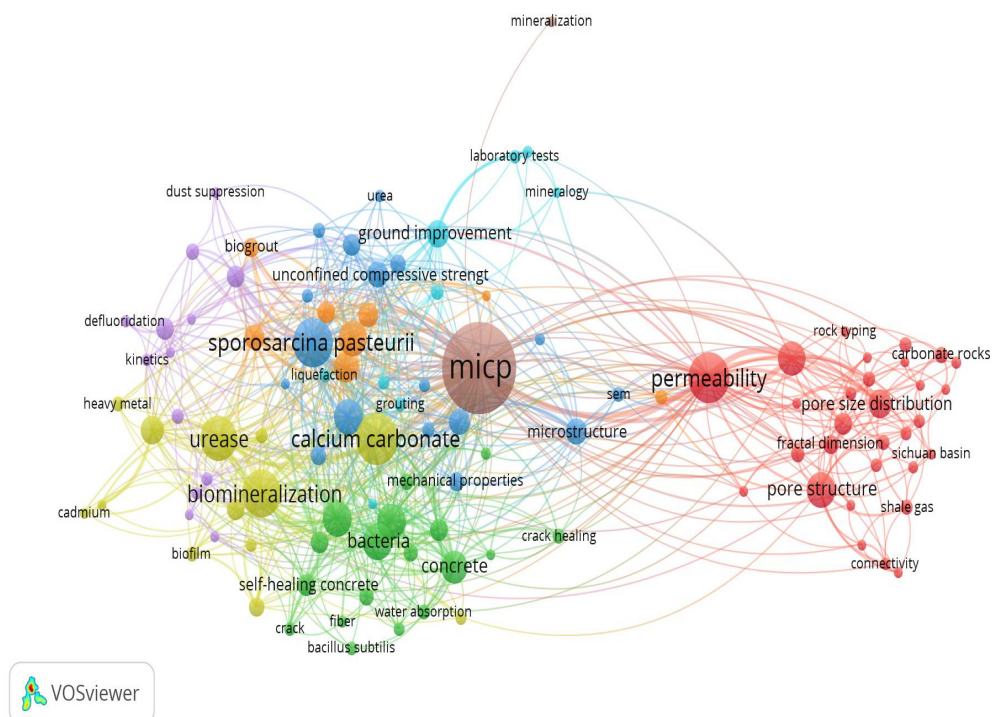 mineralization
laboratory tests
mineralogy
dust suppression
urea
ground improvement
biogrout
unconfined compressive strengt
defluoridation
kinetics
sporosarcina pasteurii
liquefaction
micp
grouting
permeability
rock typing
carbonate rocks
pore size distribution
sem
microstructure
fractal dimension
sichuan basin
heavy metal
urease
calcium carbonate
mechanical properties
pore structure
shale gas
biomineralization
cadmium
bacteria
crack healing
connectivity
biofilm
concrete
self-healing concrete
water absorption
fiber
crack
bacillus subtilis
VOSviewer